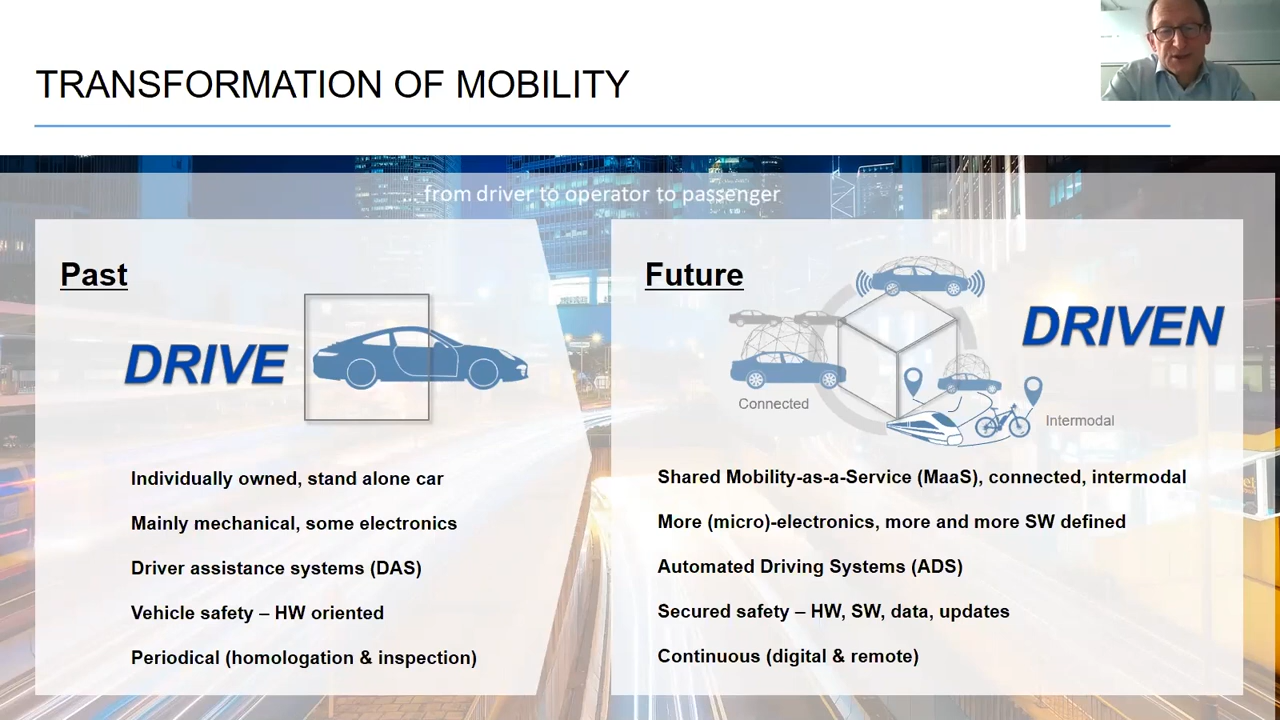 TRANSFORMATION OF MOBILITY
... from driver to operator to passenger
Past
DRIVE
Individually owned, stand alone car
Mainly mechanical, some electronics
Driver assistance systems (DAS)
Vehicle safety – HW oriented
Periodical (homologation & inspection)
Future
DRIVEN
Connected
Intermodal
Shared Mobility-as-a-Service (MaaS), connected, intermodal
More (micro)-electronics, more and more SW defined
Automated Driving Systems (ADS)
Secured safety – HW, SW, data, updates
Continuous (digital & remote)